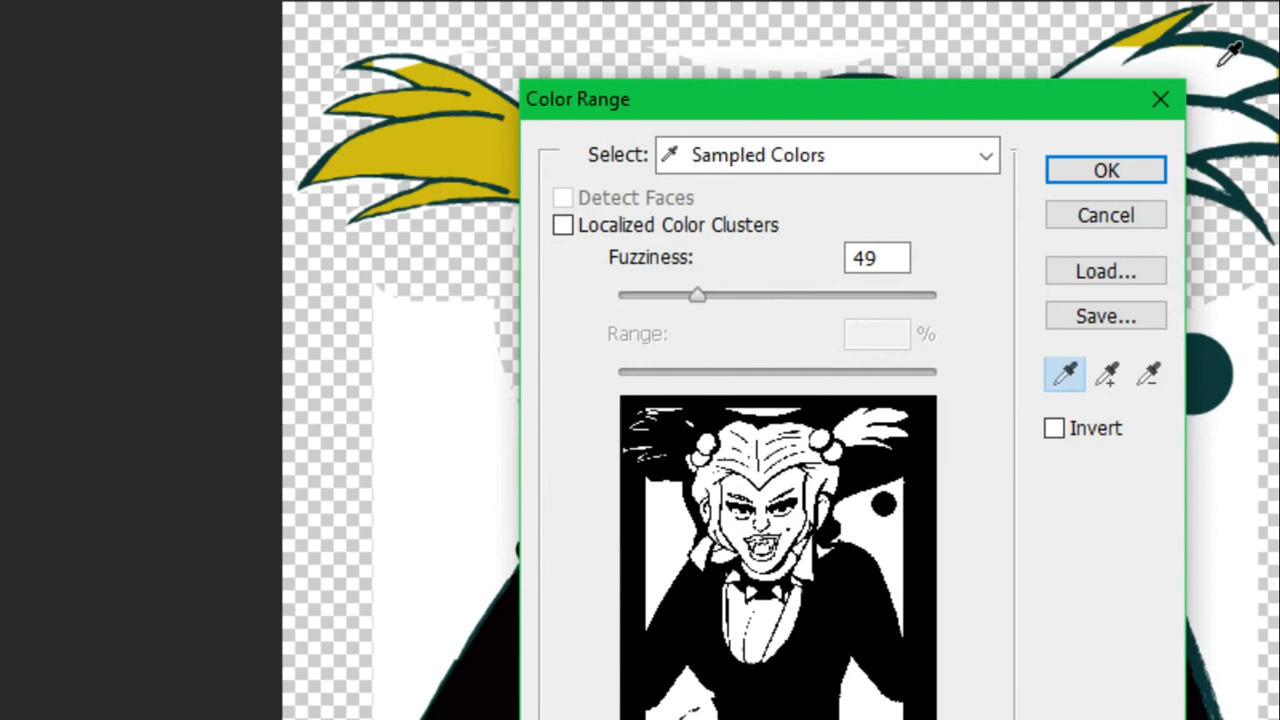 Color Range
Select: Sampled Colors
Detect Faces
Localized Color Clusters
Fuzziness: 49
Range: %
OK
Cancel
Load...
Save...
Invert